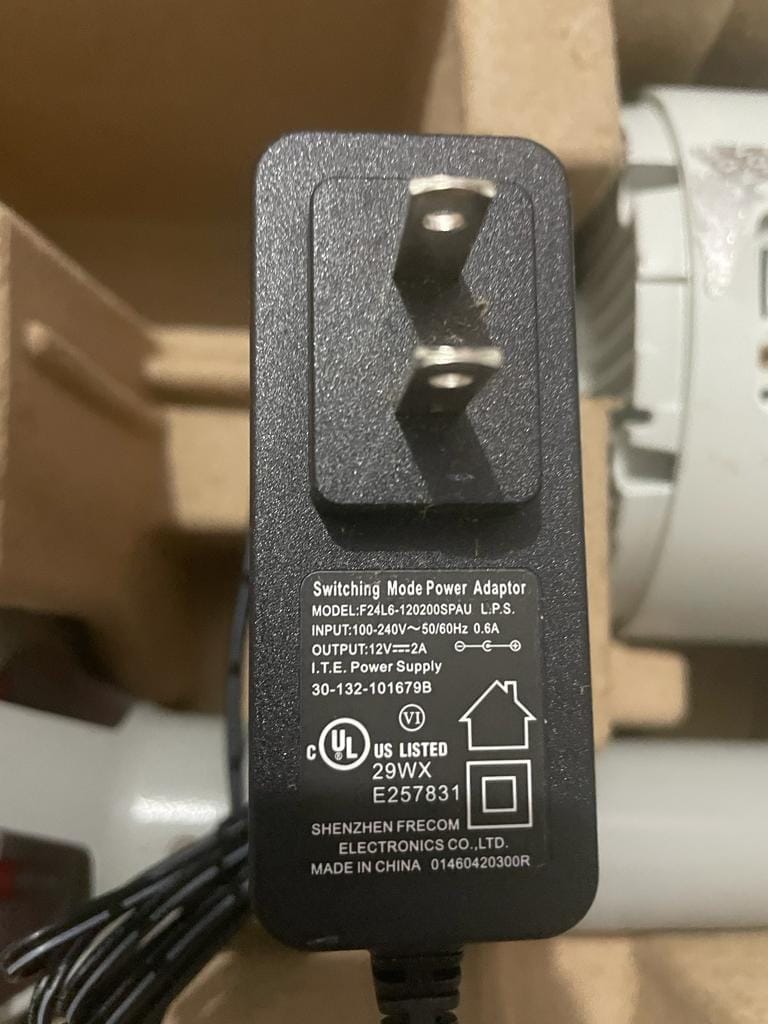 Switching Mode Power Adaptor
MODEL:F24L6-120200SPAU L.P.S.
INPUT:100-240V~50/60Hz 0.6A
OUTPUT:12V⎓2A
I.T.E. Power Supply
30-132-101679B
VI
C UL ® US LISTED
29WX
E257831
SHENZHEN FRECOM
ELECTRONICS CO.,LTD.
MADE IN CHINA 01460420300R